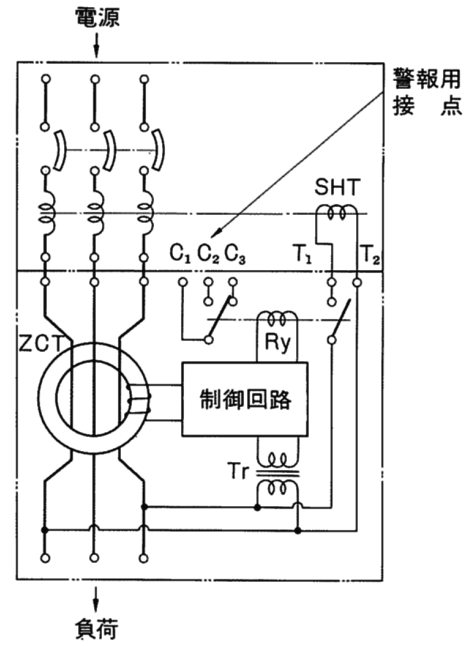 電源
警報用
接 点
SHT
C₁ C₂ C₃
T₁ T₂
ZCT
Ry
制御回路
Tr
負荷